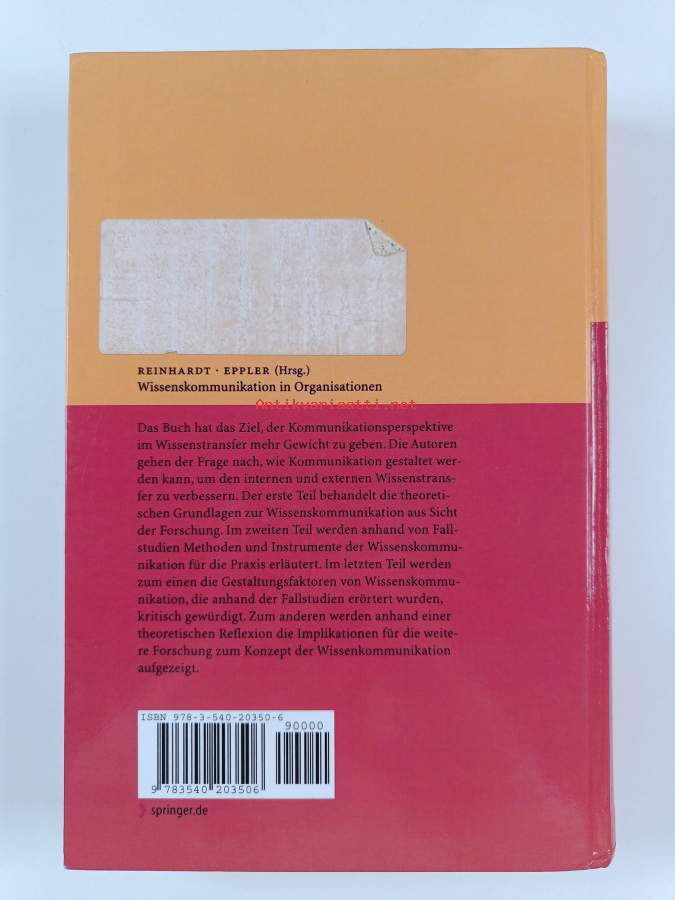 REINHARDT · EPPLER (Hrsg.)
Wissenskommunikation in Organisationen
Antikvariaatti.net
Das Buch hat das Ziel, der Kommunikationsperspektive
im Wissenstransfer mehr Gewicht zu geben. Die Autoren
gehen der Frage nach, wie Kommunikation gestaltet wer-
den kann, um den internen und externen Wissenstrans-
fer zu verbessern. Der erste Teil behandelt die theoreti-
schen Grundlagen zur Wissenskommunikation aus Sicht
der Forschung. Im zweiten Teil werden anhand von Fall-
studien Methoden und Instrumente der Wissenskommu-
nikation für die Praxis erläutert. Im letzten Teil werden
zum einen die Gestaltungsfaktoren von Wissenskommu-
nikation, die anhand der Fallstudien erörtert wurden,
kritisch gewürdigt. Zum anderen werden anhand einer
theoretischen Reflexion die Implikationen für die weite-
re Forschung zum Konzept der Wissenkommunikation
aufgezeigt.
ISBN 978-3-540-20350-6
90000
9 783540 203506
springer.de